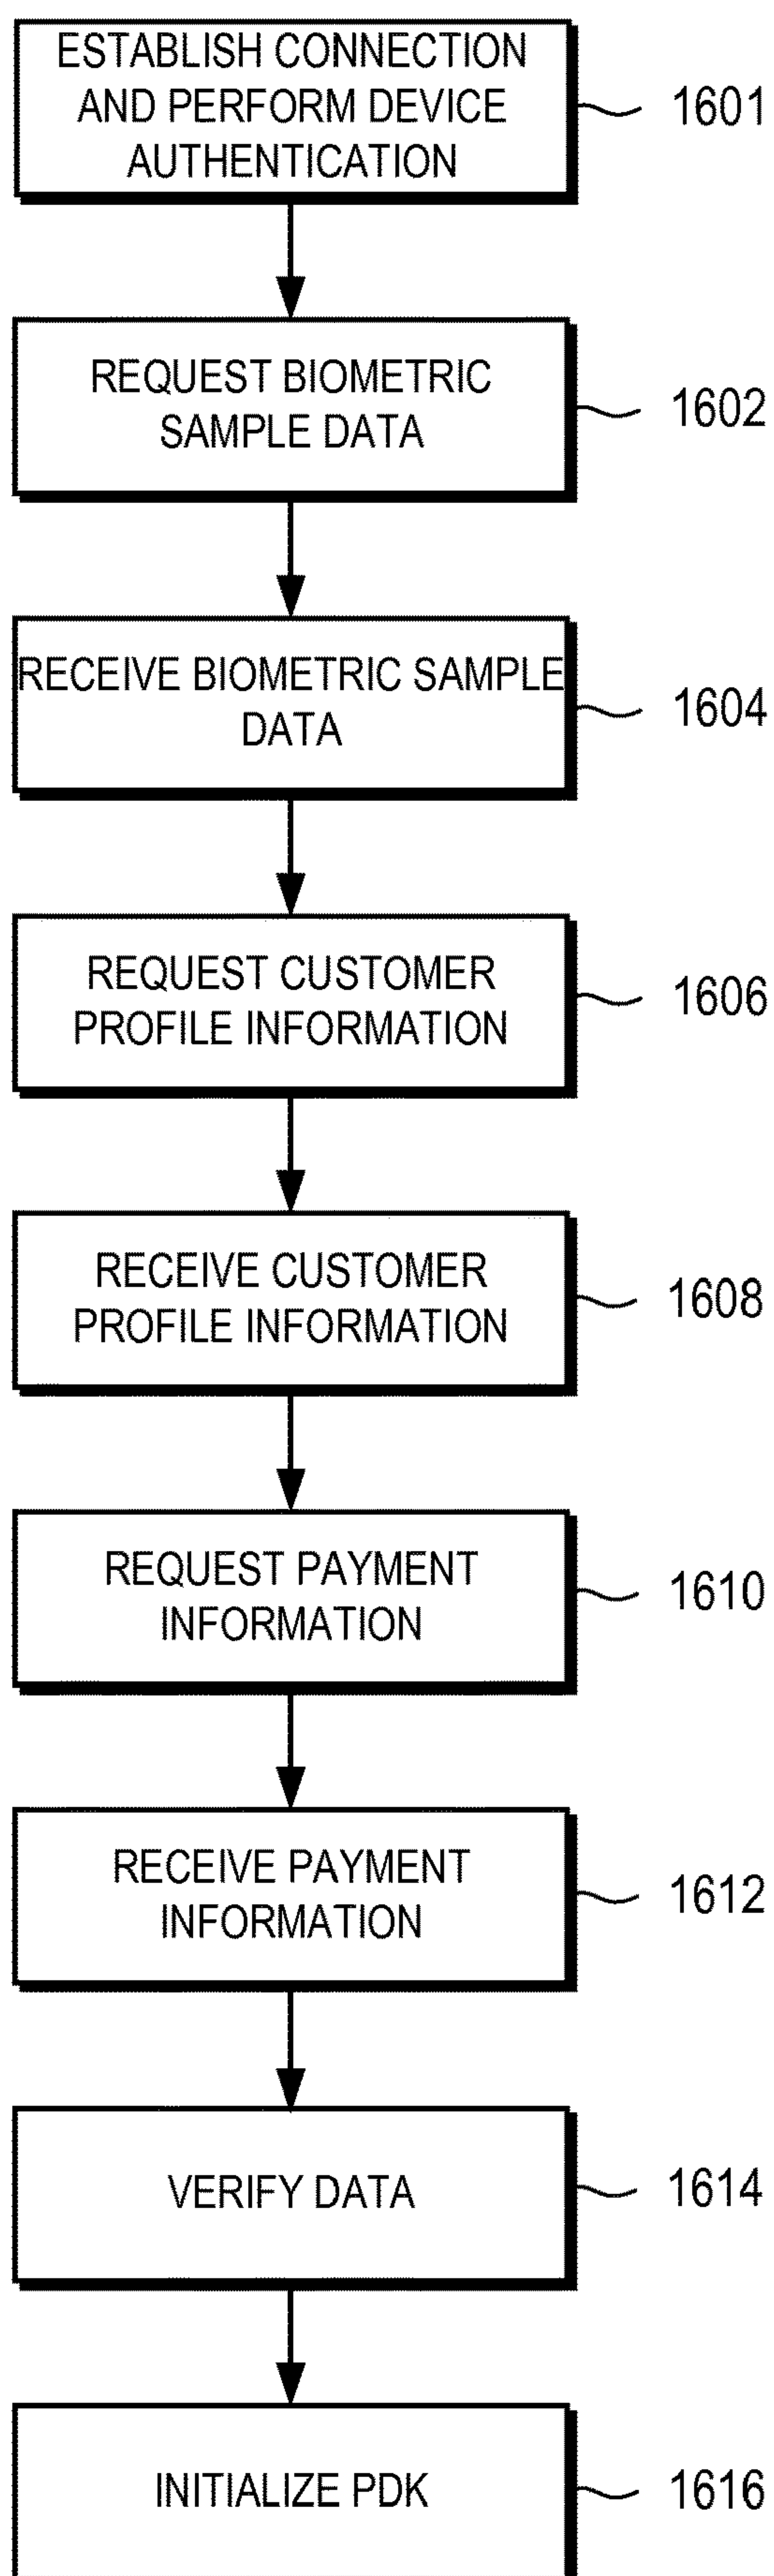 ESTABLISH CONNECTION
AND PERFORM DEVICE
AUTHENTICATION
1601
REQUEST BIOMETRIC
SAMPLE DATA
1602
RECEIVE BIOMETRIC SAMPLE
DATA
1604
REQUEST CUSTOMER
PROFILE INFORMATION
1606
RECEIVE CUSTOMER
PROFILE INFORMATION
1608
REQUEST PAYMENT
INFORMATION
1610
RECEIVE PAYMENT
INFORMATION
1612
VERIFY DATA
1614
INITIALIZE PDK
1616